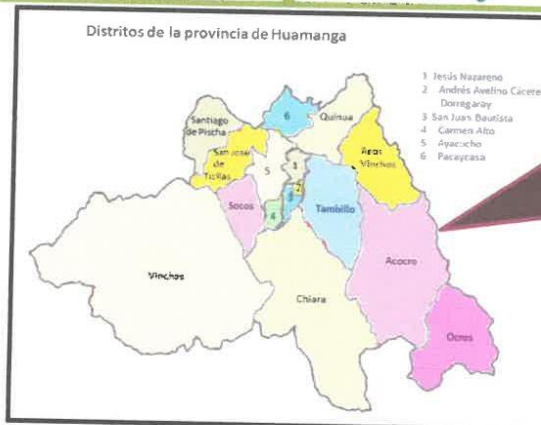 Distritos de la provincia de Huamanga
1 Jesús Nazareno
2 Andrés Avelino Cácere
Dorregaray
3 San Juan Bautista
4 Carmen Alto
5 Ayacucho
6 Pacaycasa
6
Quinua
Santiago
de Pischa
San José
de
Ticllas
Acos
Vinchos
5
1
2
3
4
Socos
Tambillo
Vinchos
Acocro
Chiara
Ocros